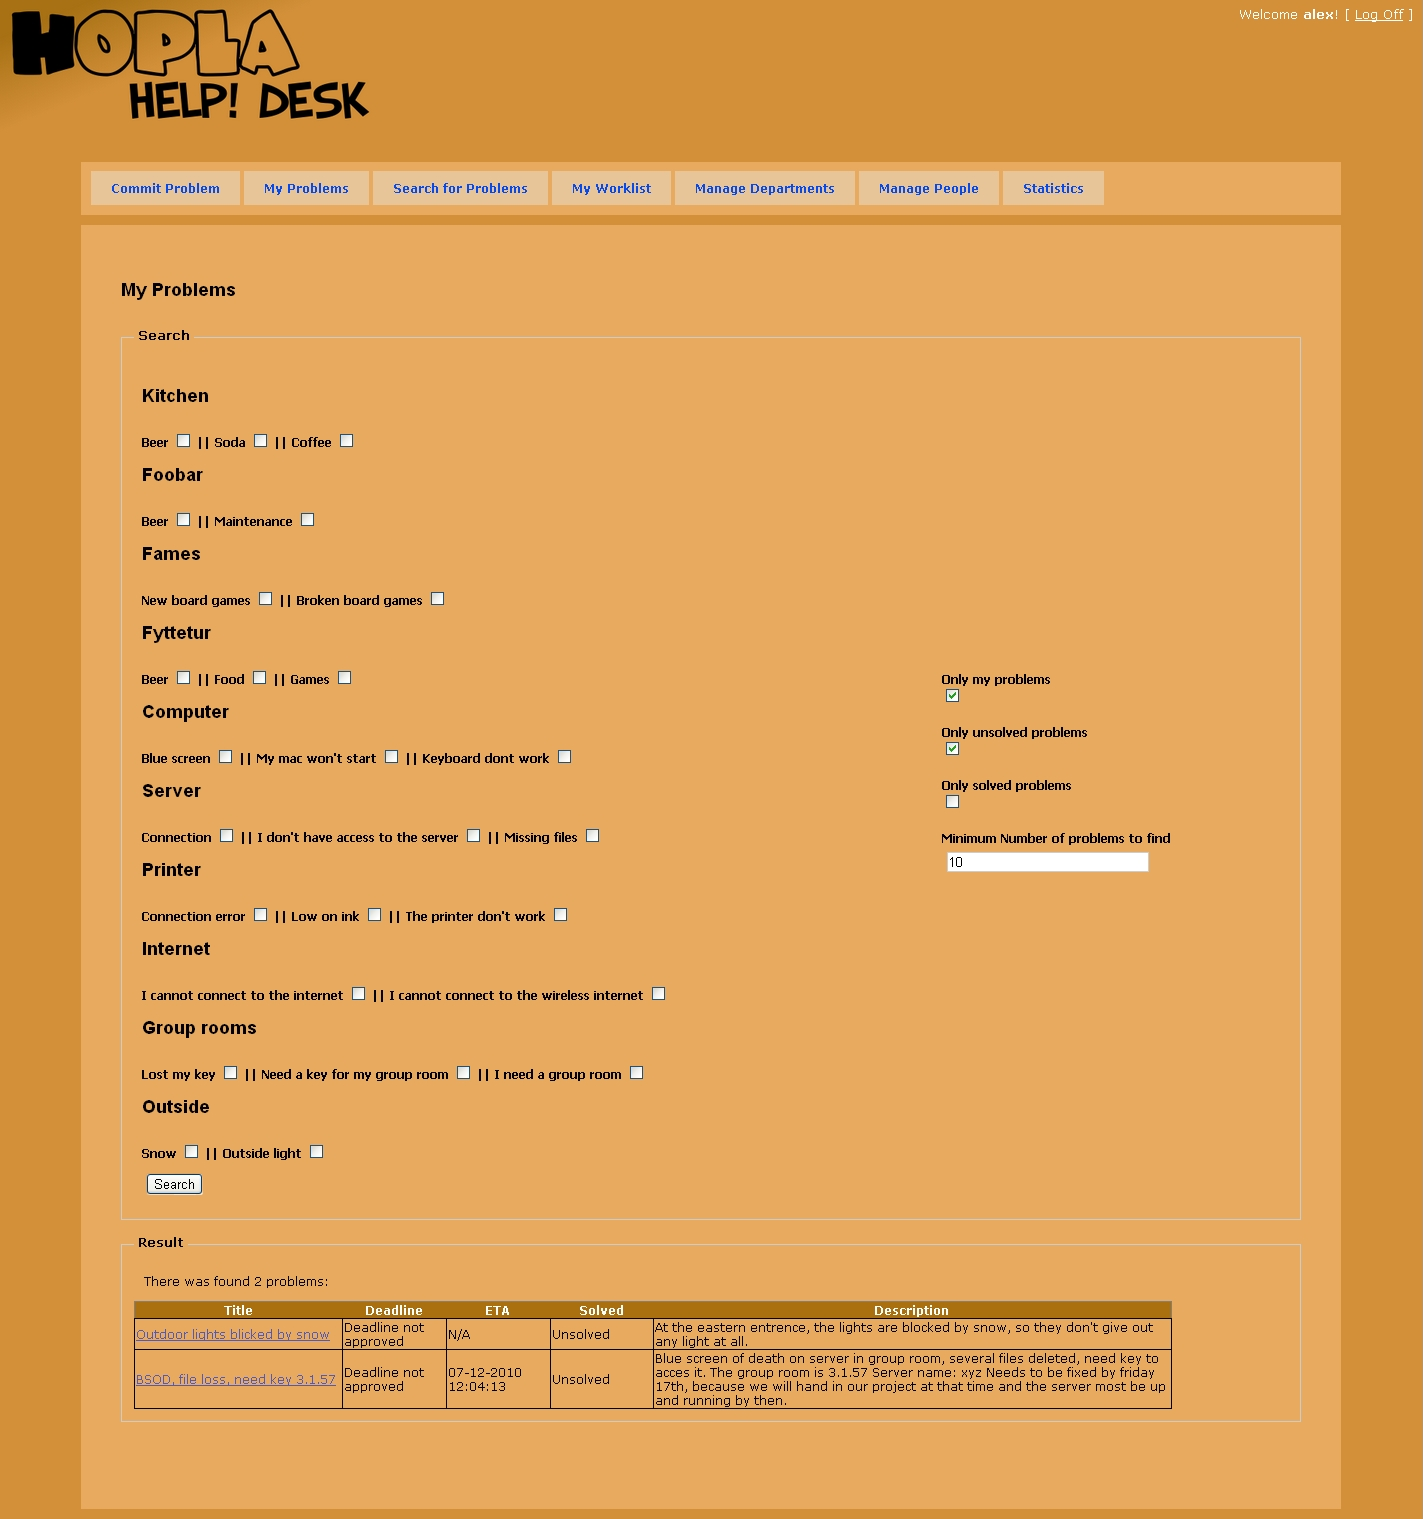 HOPLA
HELP! DESK
Welcome alex! [ Log Off ]
Commit Problem My Problems Search for Problems My Worklist Manage Departments Manage People Statistics
My Problems
Search
Kitchen
Beer || Soda || Coffee
Foobar
Beer || Maintenance
Fames
New board games || Broken board games
Fyttetur
Beer || Food || Games
Computer
Blue screen || My mac won't start || Keyboard dont work
Server
Connection || I don't have access to the server || Missing files
Printer
Connection error || Low on ink || The printer don't work
Internet
I cannot connect to the internet || I cannot connect to the wireless internet
Group rooms
Lost my key || Need a key for my group room || I need a group room
Outside
Snow || Outside light
Search
Only my problems
Only unsolved problems
Only solved problems
Minimum Number of problems to find
10
Result
There was found 2 problems:
Title Deadline ETA Solved Description
Outdoor lights blicked by snow
Deadline not
approved
N/A
Unsolved
At the eastern entrence, the lights are blocked by snow, so they don't give out
any light at all.
BSOD, file loss, need key 3.1.57
Deadline not
approved
07-12-2010
12:04:13
Unsolved
Blue screen of death on server in group room, several files deleted, need key to
acces it. The group room is 3.1.57 Server name: xyz Needs to be fixed by friday
17th, because we will hand in our project at that time and the server most be up
and running by then.